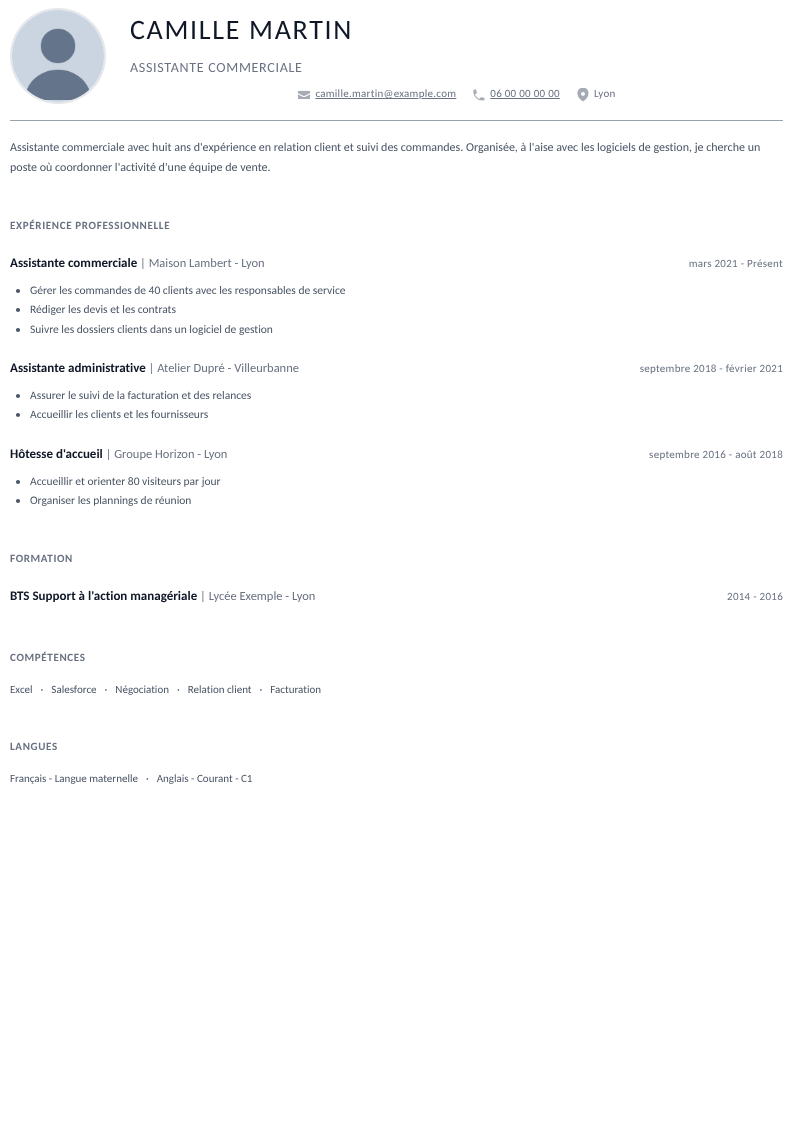 CAMILLE MARTIN
ASSISTANTE COMMERCIALE
camille.martin@example.com 06 00 00 00 00 Lyon
Assistante commerciale avec huit ans d'expérience en relation client et suivi des commandes. Organisée, à l'aise avec les logiciels de gestion, je cherche un
poste où coordonner l'activité d'une équipe de vente.
EXPÉRIENCE PROFESSIONNELLE
Assistante commerciale | Maison Lambert - Lyon mars 2021 - Présent
• Gérer les commandes de 40 clients avec les responsables de service
• Rédiger les devis et les contrats
• Suivre les dossiers clients dans un logiciel de gestion
Assistante administrative | Atelier Dupré - Villeurbanne septembre 2018 - février 2021
• Assurer le suivi de la facturation et des relances
• Accueillir les clients et les fournisseurs
Hôtesse d'accueil | Groupe Horizon - Lyon septembre 2016 - août 2018
• Accueillir et orienter 80 visiteurs par jour
• Organiser les plannings de réunion
FORMATION
BTS Support à l'action managériale | Lycée Exemple - Lyon 2014 - 2016
COMPÉTENCES
Excel · Salesforce · Négociation · Relation client · Facturation
LANGUES
Français - Langue maternelle · Anglais - Courant - C1